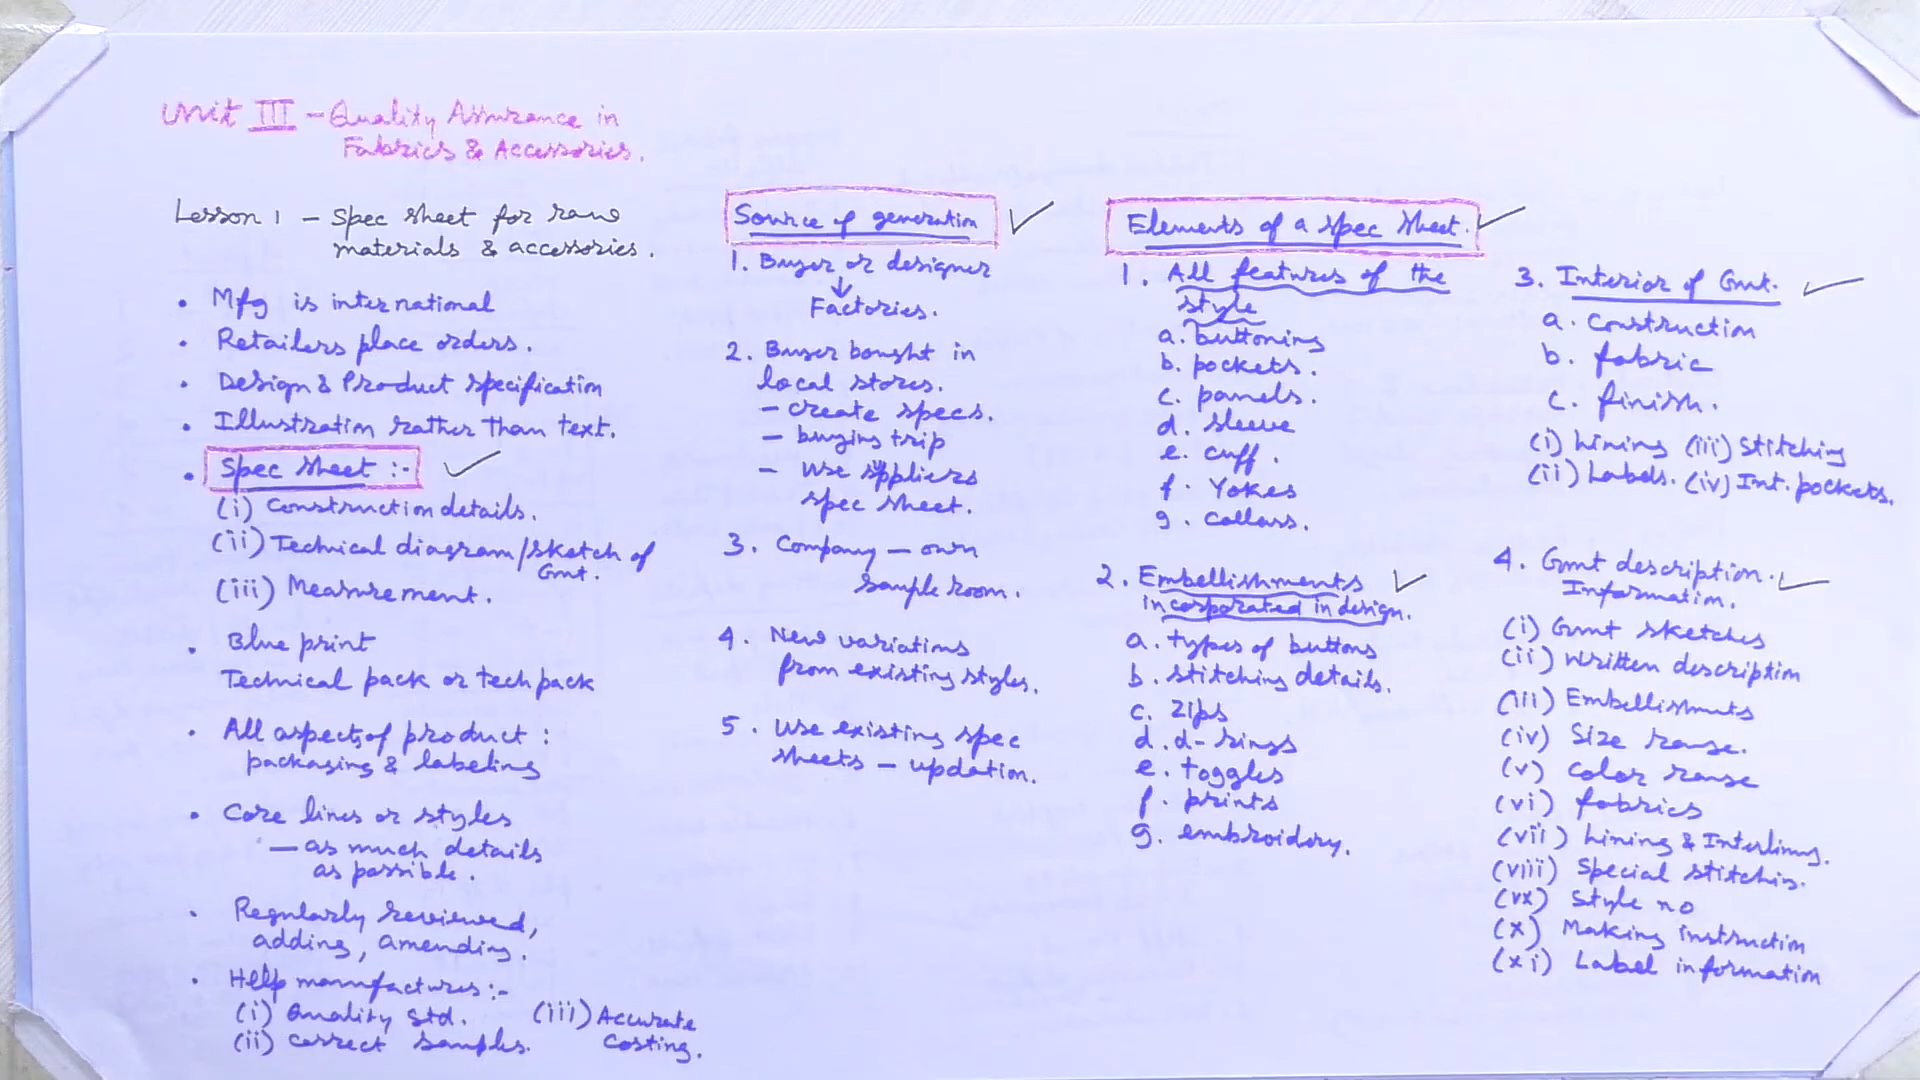 Unit III - Quality Assurance in
Fabrics & Accessories.
Lesson 1 - Spec sheet for raw
materials & accessories.
• Mfg is international
• Retailers place orders.
• Design & Product specification
• Illustration rather than text.
• Spec sheet :-
(i) Construction details.
(ii) Technical diagram/sketch of
Gmt.
(iii) Measurement.
• Blue print
Technical pack or tech pack
• All aspects of product :
packaging & labeling
• Core lines or styles
- as much details
as possible.
• Regularly reviewed,
adding, amending.
• Help manufactures :-
(i) Quality std. (iii) Accurate
(ii) correct samples. costing.
Source of generation
1. Buyer or designer
↓
Factories.
2. Buyer bought in
local stores.
- create specs.
- buying trip
- use suppliers
spec sheet.
3. Company - own
sample room.
4. New variations
from existing styles.
5. Use existing spec
sheets - updation.
Elements of a spec sheet.
1. All features of the
style
a. buttoning
b. pockets.
c. panels.
d. sleeve
e. cuff.
f. Yokes
g. collars.
2. Embellishments
incorporated in design.
a. types of buttons
b. stitching details.
c. zips
d. d-rings
e. toggles
f. prints
g. embroidery.
3. Interior of Gmt.
a. construction
b. fabric
c. finish.
(i) Lining (iii) Stitching
(ii) Labels. (iv) Int. pockets.
4. Gmt description
Information.
(i) Gmt sketches
(ii) Written description
(iii) Embellishments
(iv) Size range.
(v) Color range
(vi) fabrics
(vii) Lining & Interlining.
(viii) Special stitching.
(vx) Style no
(x) Making instruction
(xi) Label information